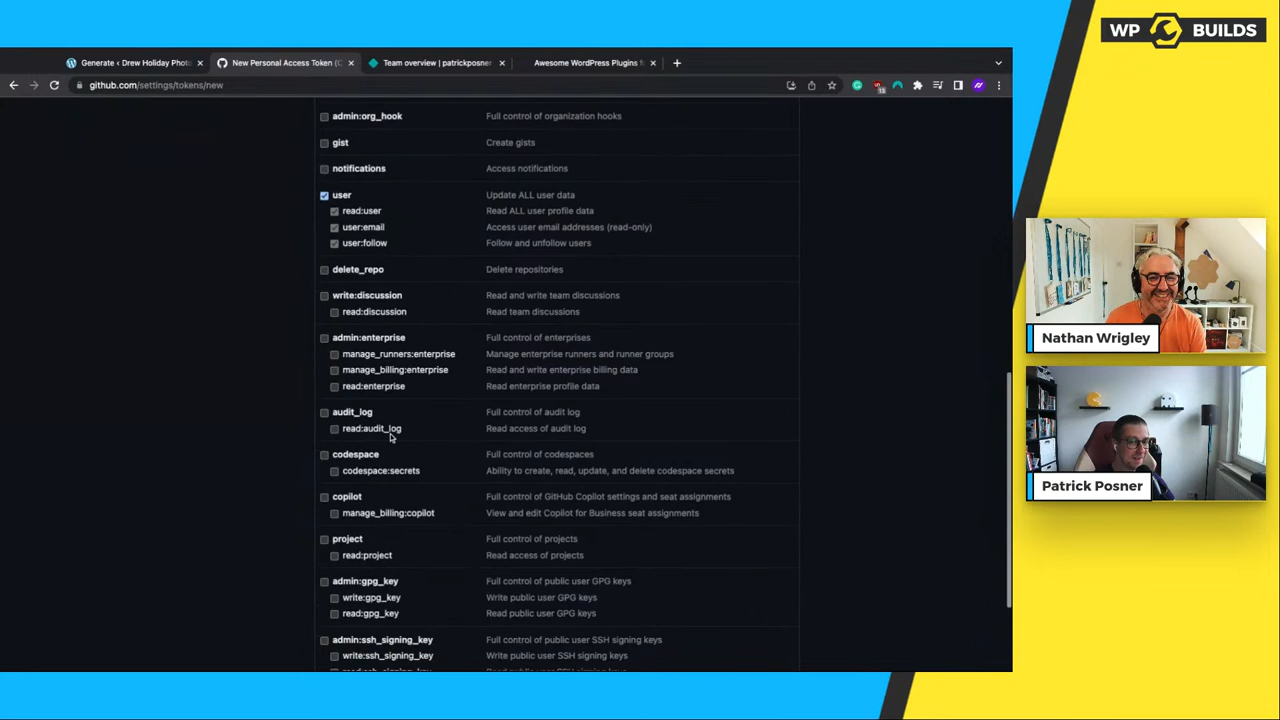 WP BUILDS
Generate ‹ Drew Holiday Phot
New Personal Access Token (C
Team overview | patrickposner
Awesome WordPress Plugins f
github.com/settings/tokens/new
13
admin:org_hook Full control of organization hooks
gist Create gists
notifications Access notifications
user Update ALL user data
read:user Read ALL user profile data
user:email Access user email addresses (read-only)
user:follow Follow and unfollow users
delete_repo Delete repositories
write:discussion Read and write team discussions
read:discussion Read team discussions
admin:enterprise Full control of enterprises
manage_runners:enterprise Manage enterprise runners and runner groups
manage_billing:enterprise Read and write enterprise billing data
read:enterprise Read enterprise profile data
audit_log Full control of audit log
read:audit_log Read access of audit log
codespace Full control of codespaces
codespace:secrets Ability to create, read, update, and delete codespace secrets
copilot Full control of GitHub Copilot settings and seat assignments
manage_billing:copilot View and edit Copilot for Business seat assignments
project Full control of projects
read:project Read access of projects
admin:gpg_key Full control of public user GPG keys
write:gpg_key Write public user GPG keys
read:gpg_key Read public user GPG keys
admin:ssh_signing_key Full control of public user SSH signing keys
write:ssh_signing_key Write public user SSH signing keys
Nathan Wrigley
Patrick Posner